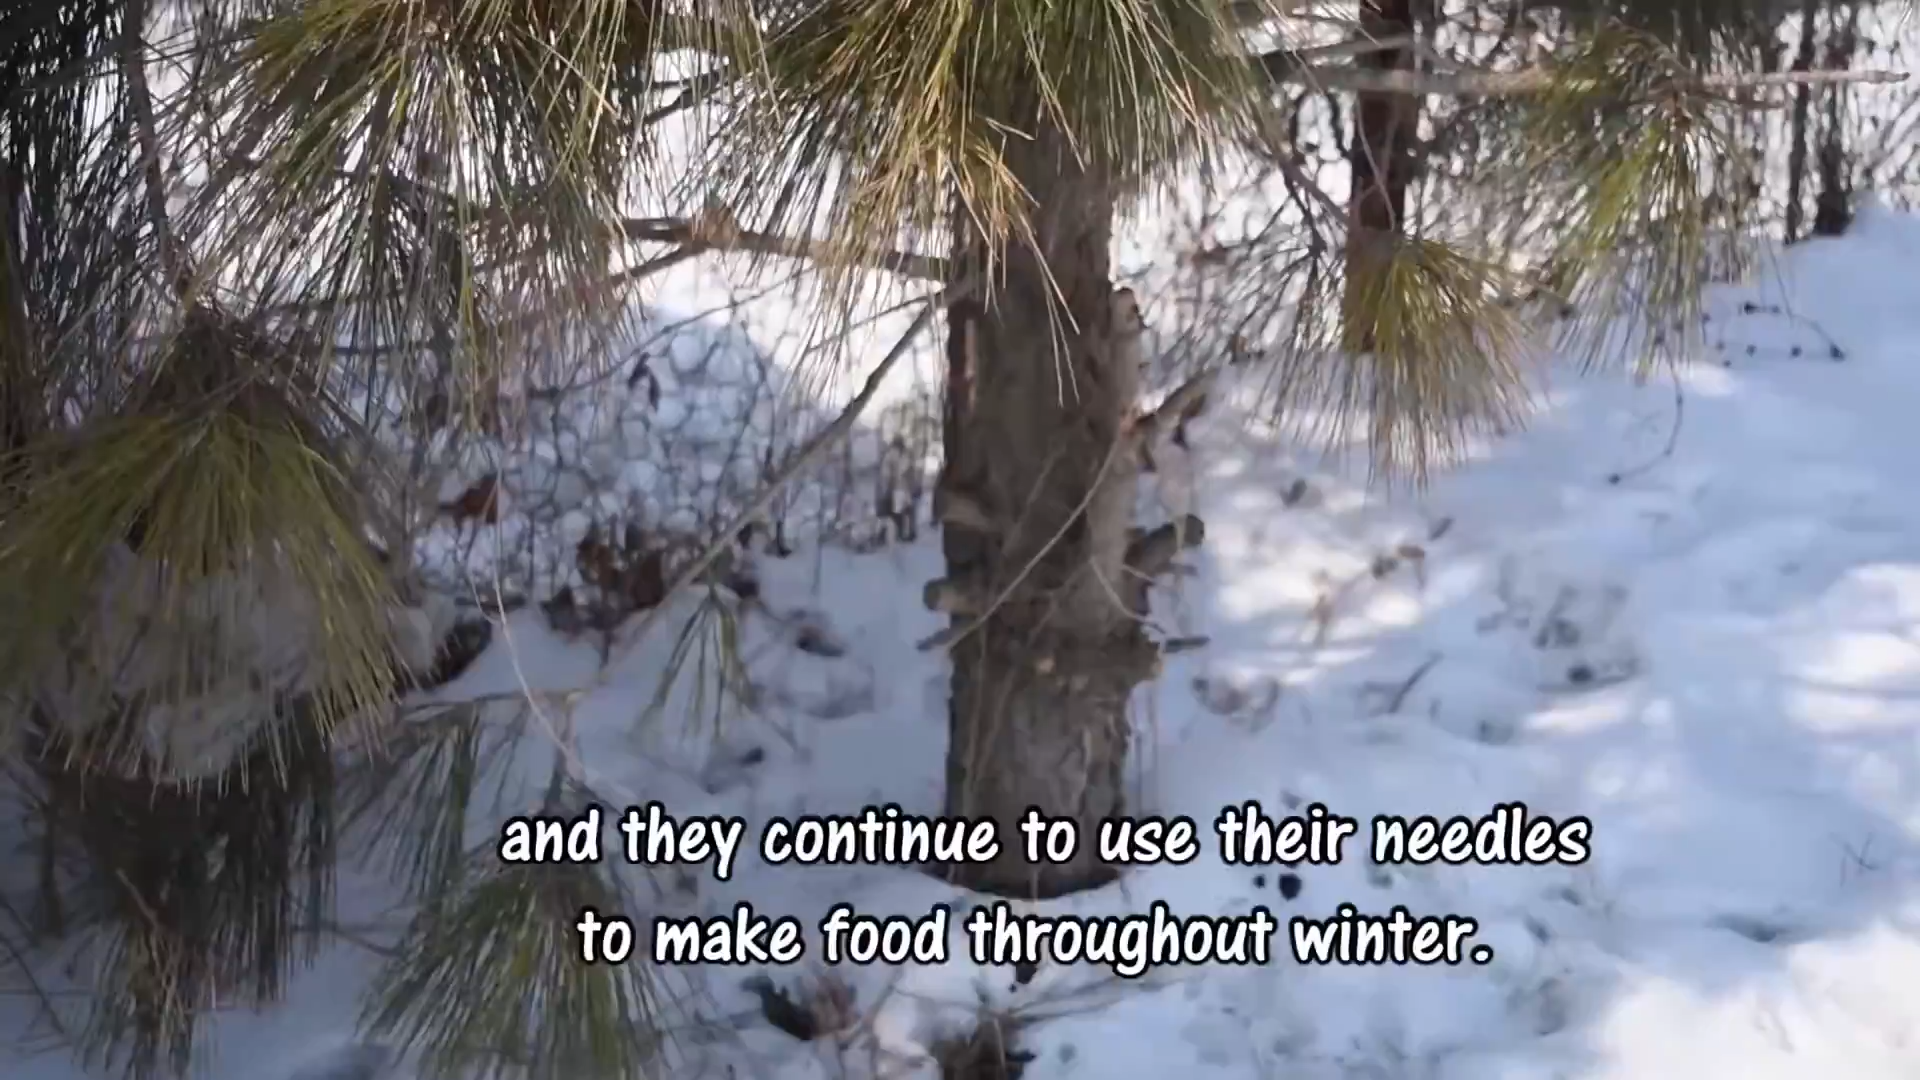 and they continue to use their needles
to make food throughout winter.